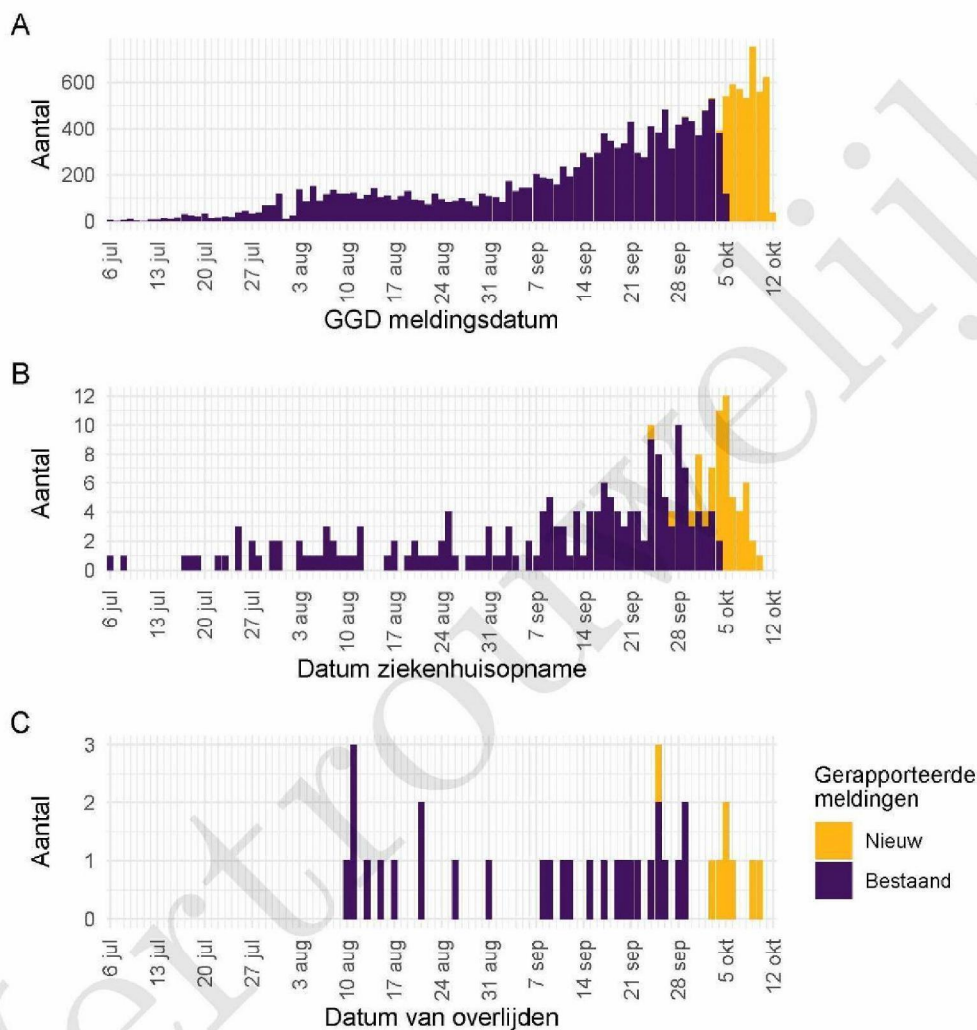 A
Aantal
600
400
200
0
6 jul
13 jul
20 jul
27 jul
3 aug
10 aug
17 aug
24 aug
31 aug
7 sep
14 sep
21 sep
28 sep
5 okt
12 okt
GGD meldingsdatum
B
Aantal
12
10
8
6
4
2
0
6 jul
13 jul
20 jul
27 jul
3 aug
10 aug
17 aug
24 aug
31 aug
7 sep
14 sep
21 sep
28 sep
5 okt
12 okt
Datum ziekenhuisopname
C
Aantal
3
2
1
0
6 jul
13 jul
20 jul
27 jul
3 aug
10 aug
17 aug
24 aug
31 aug
7 sep
14 sep
21 sep
28 sep
5 okt
12 okt
Datum van overlijden
Gerapporteerde
meldingen
Nieuw
Bestaand